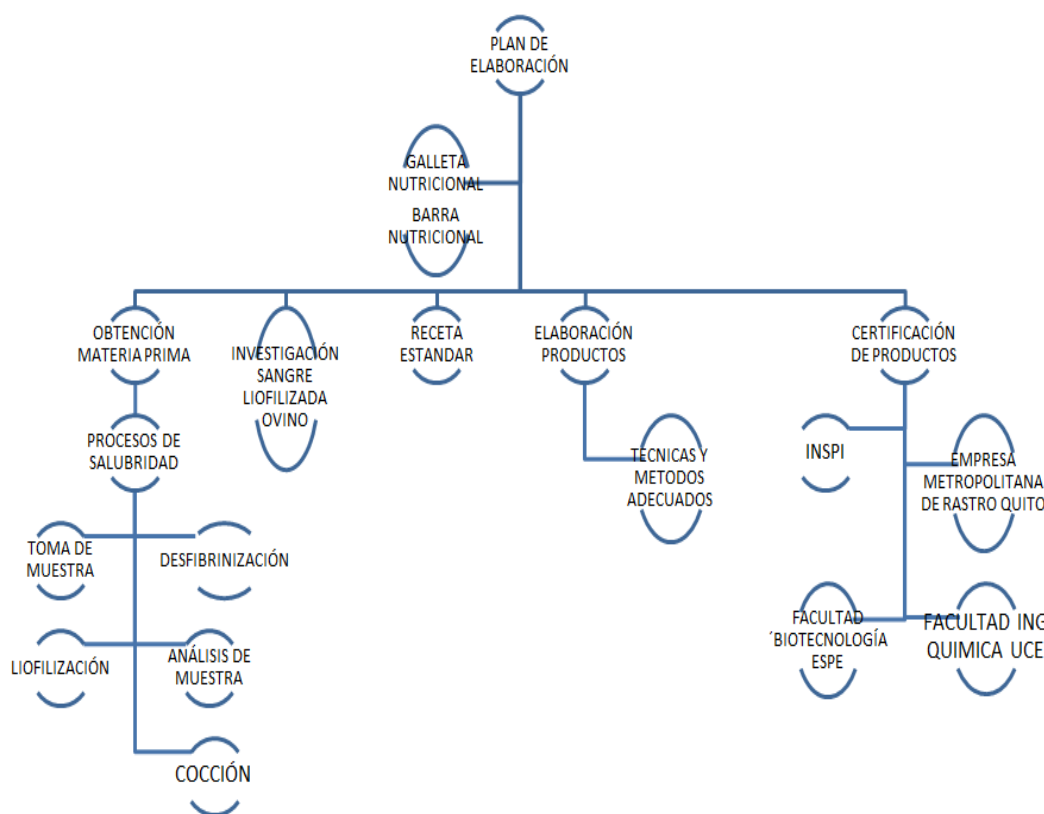 PLAN DE
ELABORACIÓN
GALLETA
NUTRICIONAL
BARRA
NUTRICIONAL
OBTENCIÓN
MATERIA PRIMA
INVESTIGACIÓN
SANGRE
LIOFILIZADA
OVINO
RECETA
ESTANDAR
ELABORACIÓN
PRODUCTOS
CERTIFICACIÓN
DE PRODUCTOS
PROCESOS DE
SALUBRIDAD
TECNICAS Y
METODOS
ADECUADOS
INSPI
EMPRESA
METROPOLITANA
DE RASTRO QUITO
TOMA DE
MUESTRA
DESFIBRINIZACIÓN
LIOFILIZACIÓN
ANÁLISIS DE
MUESTRA
COCCIÓN
FACULTAD
´BIOTECNOLOGÍA
ESPE
FACULTAD ING
QUIMICA UCE